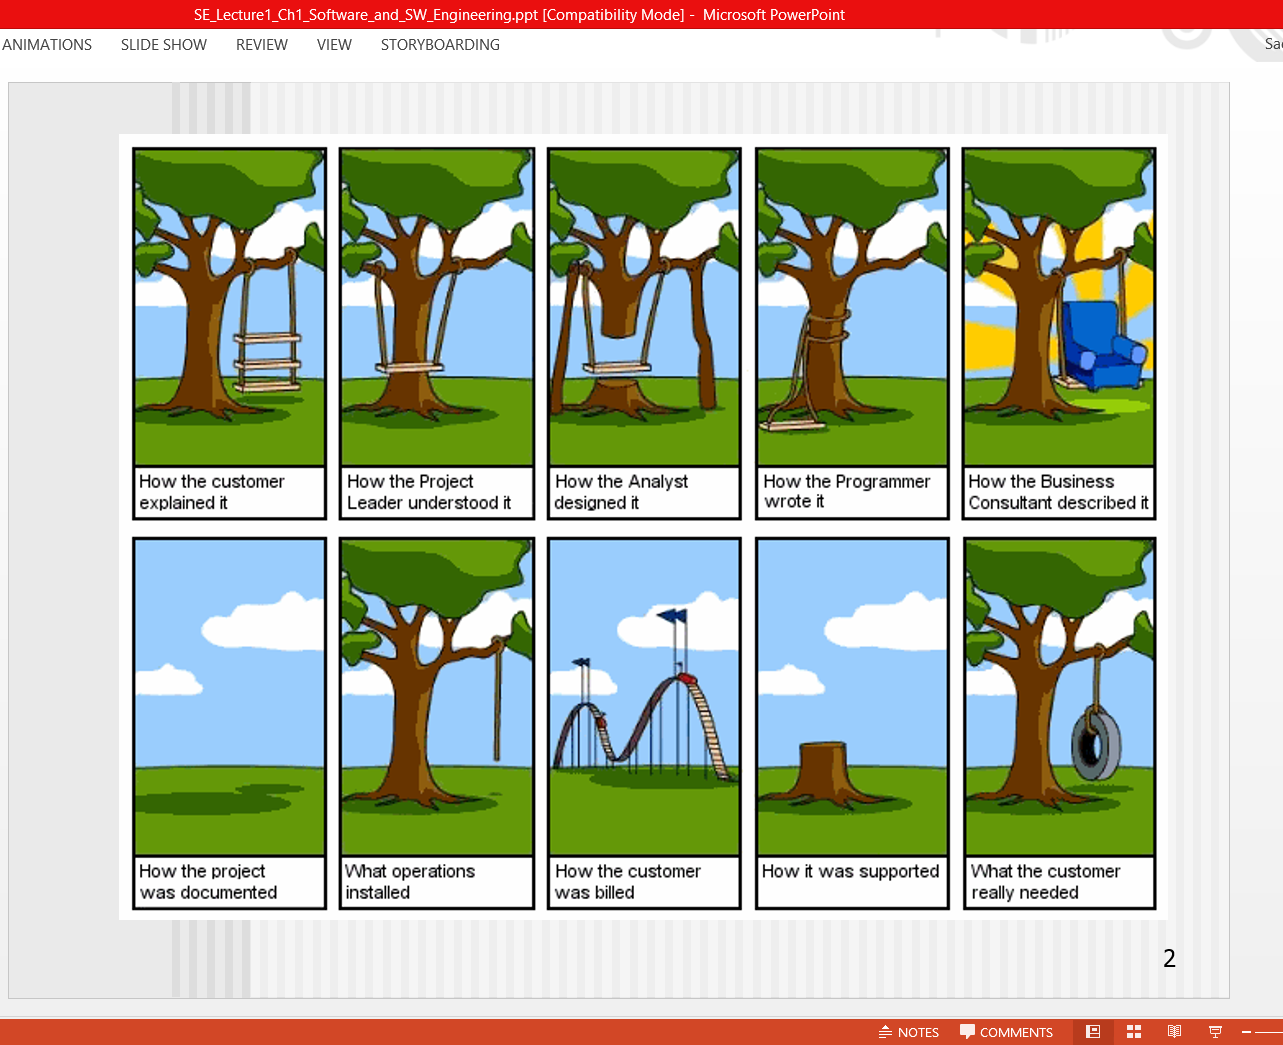 SE_Lecture1_Ch1_Software_and_SW_Engineering.ppt [Compatibility Mode] - Microsoft PowerPoint
ANIMATIONS SLIDE SHOW REVIEW VIEW STORYBOARDING
How the customer
explained it
How the Project
Leader understood it
How the Analyst
designed it
How the Programmer
wrote it
How the Business
Consultant described it
How the project
was documented
What operations
installed
How the customer
was billed
How it was supported
What the customer
really needed
2
NOTES COMMENTS